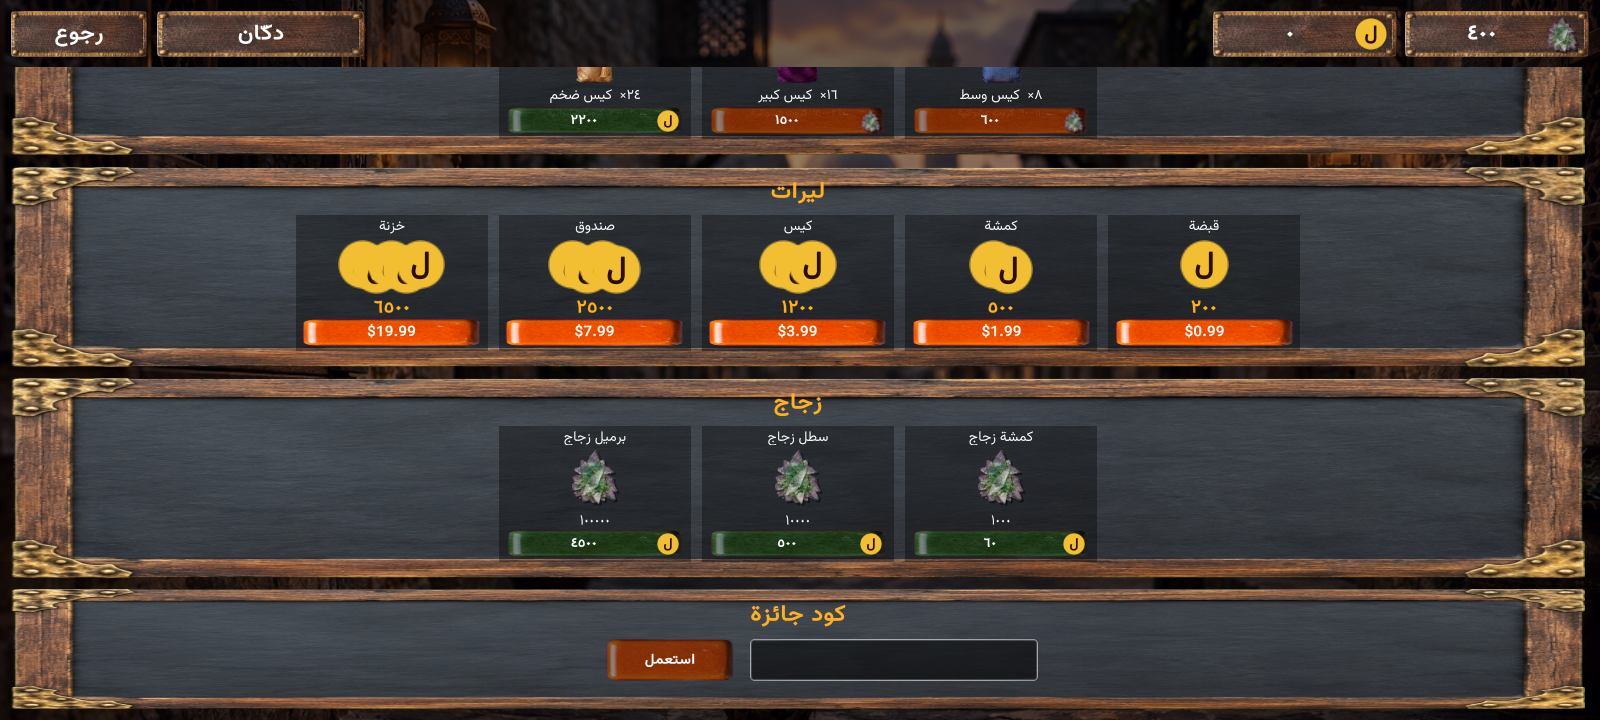 ٤٠٠
ل ٠
دكان
رجوع
×٨ كيس وسط
×١٦ كيس كبير
×٢٤ كيس ضخم
٦٠٠
١٥٠٠
ل ٢٢٠٠
ليرات
قبضة
كمشة
كيس
صندوق
خزنة
ل
ل
ل
ل
ل
٢٠٠
٥٠٠
١٢٠٠
٢٥٠٠
٦٥٠٠
$0.99
$1.99
$3.99
$7.99
$19.99
زجاج
كمشة زجاج
سطل زجاج
برميل زجاج
١٠٠٠
١٠٠٠٠
١٠٠٠٠٠
ل ٦٠
ل ٥٠٠
ل ٤٥٠٠
كود جائزة
استعمل